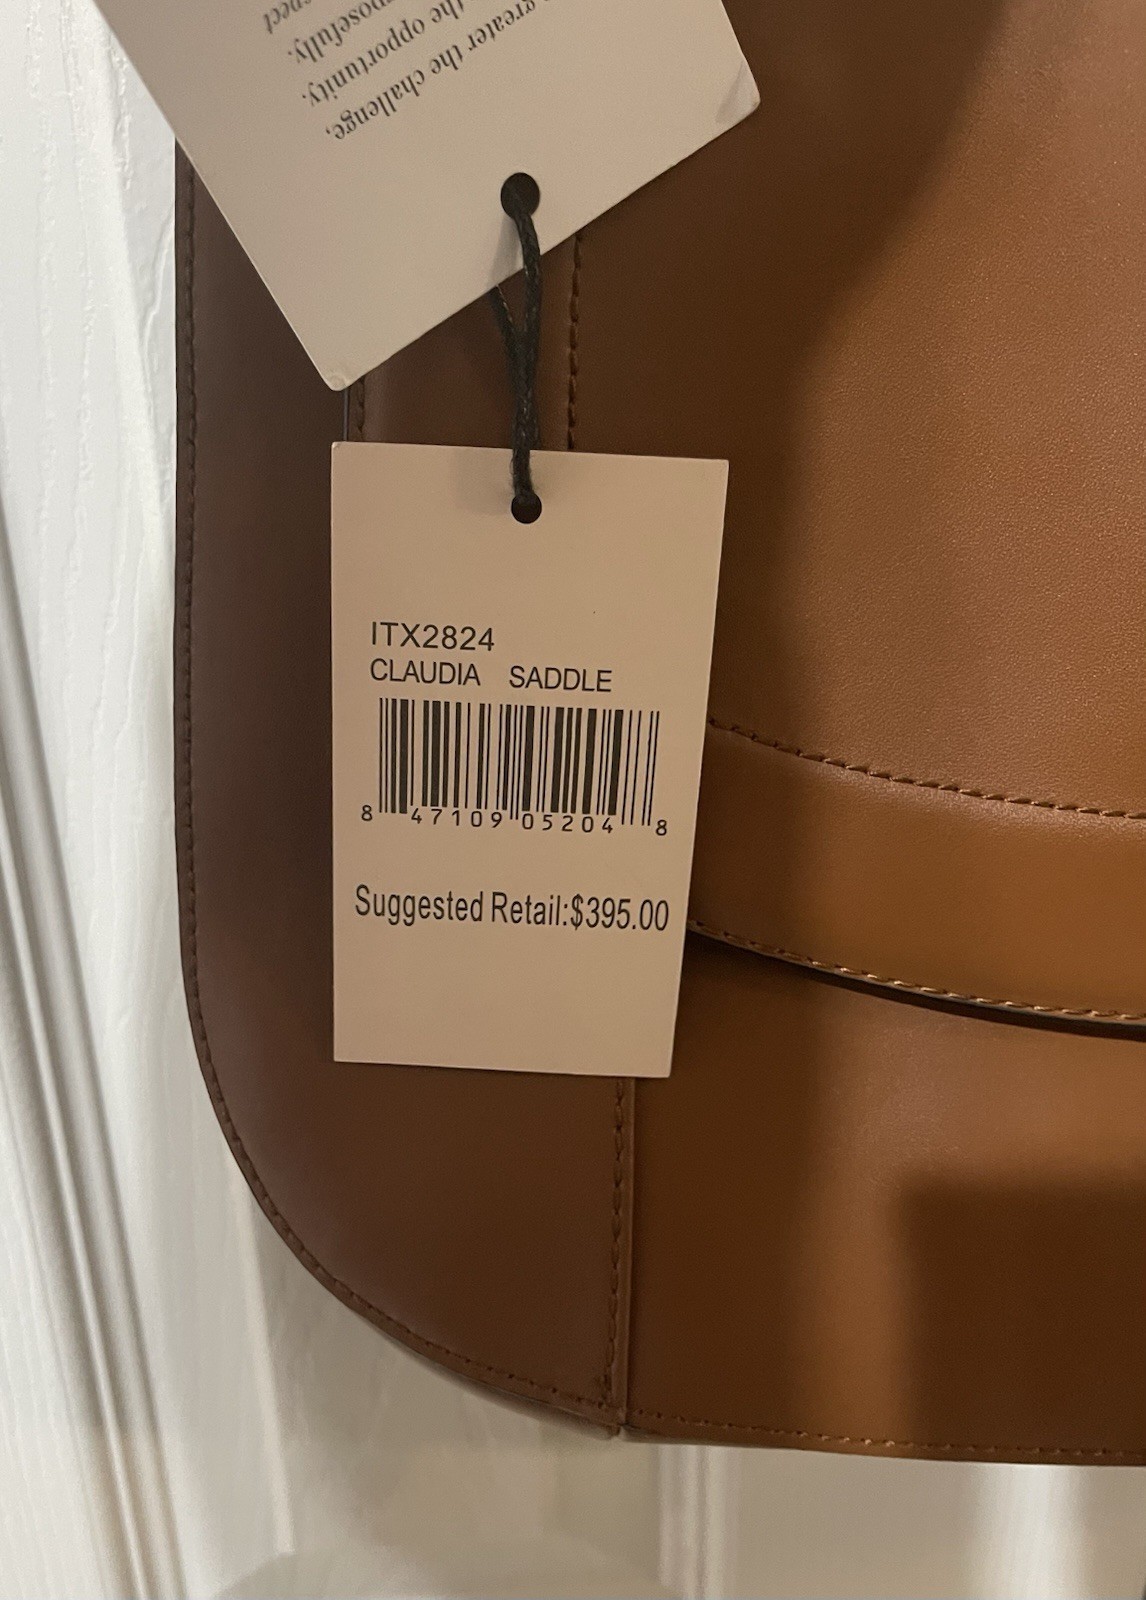 greater the challenge,
the opportunity.
ITX2824
CLAUDIA SADDLE
8 47109 05204 8
Suggested Retail:$395.00